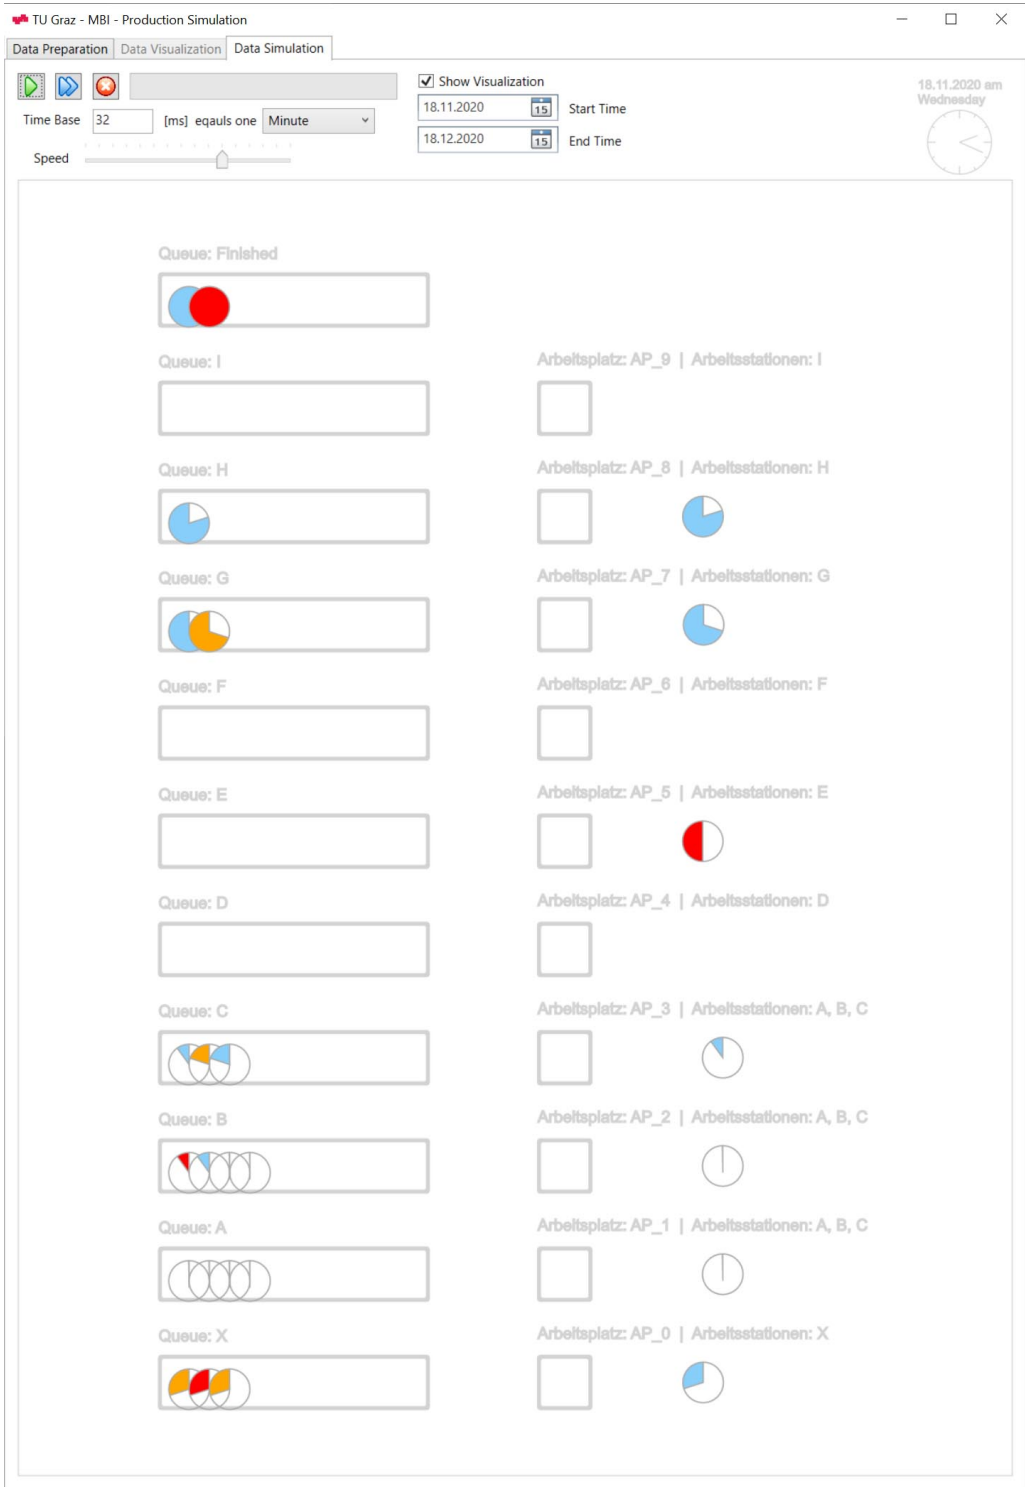 TU Graz - MBI - Production Simulation
Data Preparation Data Visualization Data Simulation
Show Visualization
18.11.2020 am
Wednesday
18.11.2020 15 Start Time
Time Base 32 [ms] eqauls one Minute
18.12.2020 15 End Time
Speed
Queue: Finished
Queue: I Arbeitsplatz: AP_9 | Arbeitsstationen: I
Queue: H Arbeitsplatz: AP_8 | Arbeitsstationen: H
Queue: G Arbeitsplatz: AP_7 | Arbeitsstationen: G
Queue: F Arbeitsplatz: AP_6 | Arbeitsstationen: F
Queue: E Arbeitsplatz: AP_5 | Arbeitsstationen: E
Queue: D Arbeitsplatz: AP_4 | Arbeitsstationen: D
Queue: C Arbeitsplatz: AP_3 | Arbeitsstationen: A, B, C
Queue: B Arbeitsplatz: AP_2 | Arbeitsstationen: A, B, C
Queue: A Arbeitsplatz: AP_1 | Arbeitsstationen: A, B, C
Queue: X Arbeitsplatz: AP_0 | Arbeitsstationen: X